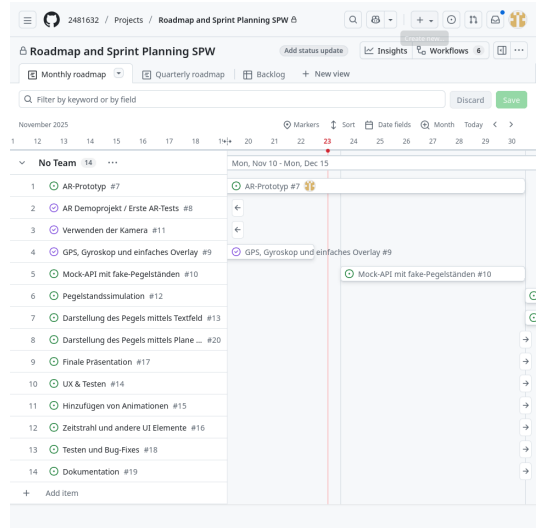 2481632 / Projects / Roadmap and Sprint Planning SPW
Create new...
Roadmap and Sprint Planning SPW
Add status update
Insights
Workflows 6
Monthly roadmap
Quarterly roadmap
Backlog
+ New view
Filter by keyword or by field
Discard
Save
November 2025
Markers
Sort
Date fields
Month
Today
1 12 13 14 15 16 17 18 20 21 22 23 24 25 26 27 28 29 30
No Team 14 ...
Mon, Nov 10 - Mon, Dec 15
1 AR-Prototyp #7
AR-Prototyp #7
2 AR Demoprojekt / Erste AR-Tests #8
3 Verwenden der Kamera #11
4 GPS, Gyroskop und einfaches Overlay #9
GPS, Gyroskop und einfaches Overlay #9
5 Mock-API mit fake-Pegelständen #10
Mock-API mit fake-Pegelständen #10
6 Pegelstandssimulation #12
7 Darstellung des Pegels mittels Textfeld #13
8 Darstellung des Pegels mittels Plane ... #20
9 Finale Präsentation #17
10 UX & Testen #14
11 Hinzufügen von Animationen #15
12 Zeitstrahl und andere UI Elemente #16
13 Testen und Bug-Fixes #18
14 Dokumentation #19
+ Add item